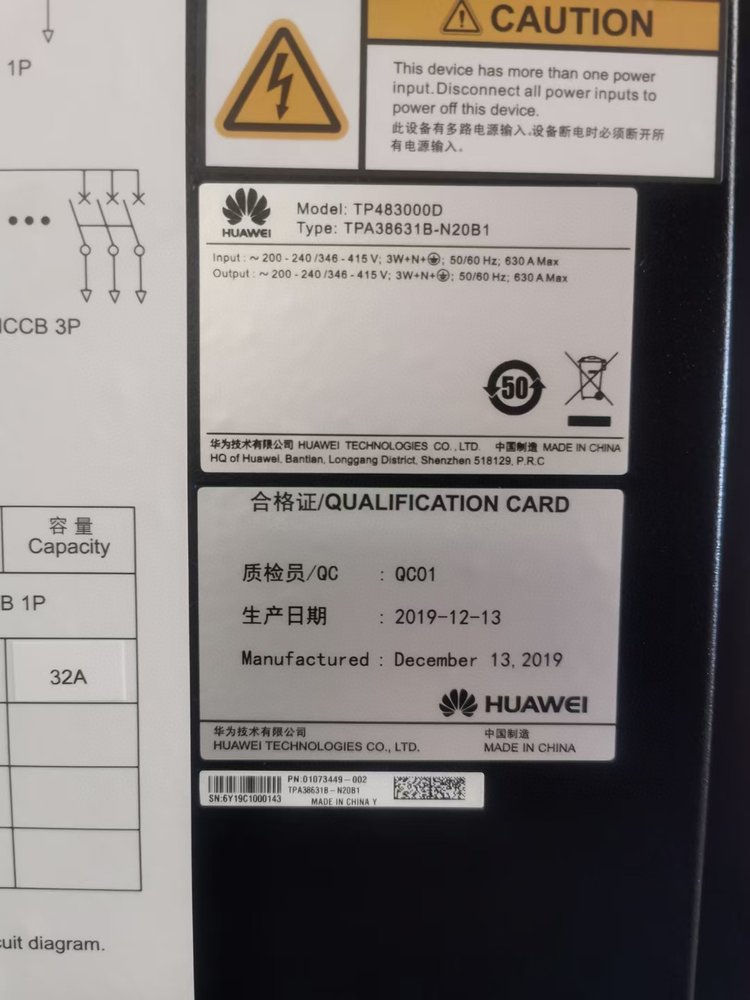 1P
CCB 3P
容量
Capacity
B 1P
32A
uit diagram.
CAUTION
This device has more than one power
input. Disconnect all power inputs to
power off this device.
此设备有多路电源输入。设备断电时必须断开所
有电源输入。
HUAWEI
Model: TP483000D
Type: TPA38631B-N20B1
Input : ~ 200 - 240 /346 - 415 V; 3W+N+⏚; 50/60 Hz; 630 A Max
Output : ~ 200 - 240 /346 - 415 V; 3W+N+⏚; 50/60 Hz; 630 A Max
50
华为技术有限公司 HUAWEI TECHNOLOGIES CO., LTD. 中国制造 MADE IN CHINA
HQ of Huawei, Bantian, Longgang District, Shenzhen 518129, P.R.C
合格证/QUALIFICATION CARD
质检员/QC : QC01
生产日期 : 2019-12-13
Manufactured : December 13, 2019
HUAWEI
华为技术有限公司 中国制造
HUAWEI TECHNOLOGIES CO., LTD. MADE IN CHINA
PN:01073449-002
TPA38631B-N20B1
SN:6Y19C1000143 MADE IN CHINA Y